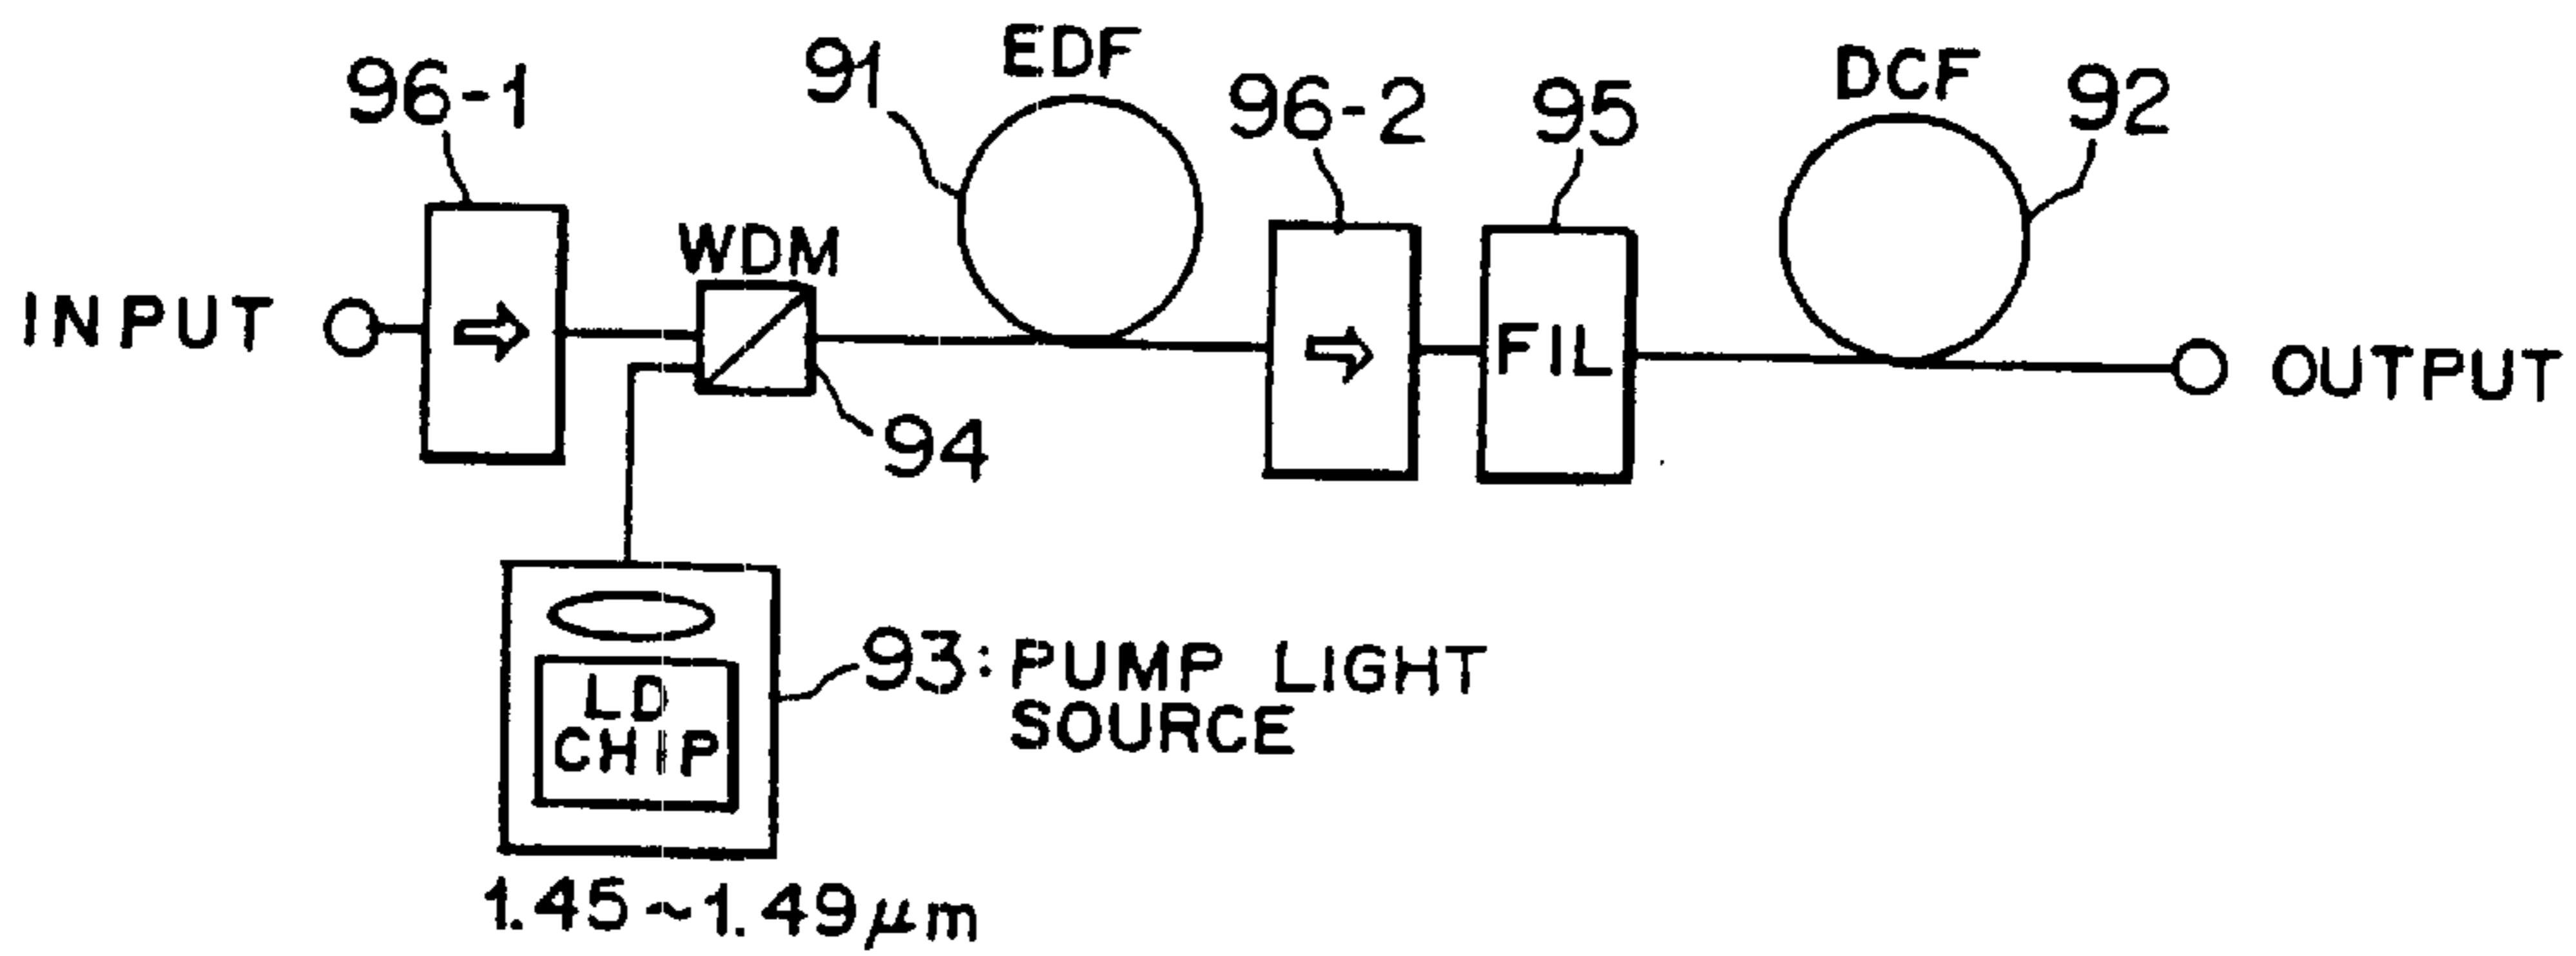 EDF
91
DCF
92
96-1
96-2
95
WDM
INPUT
FIL
OUTPUT
94
93: PUMP LIGHT
SOURCE
LD
CHIP
1.45~1.49μm